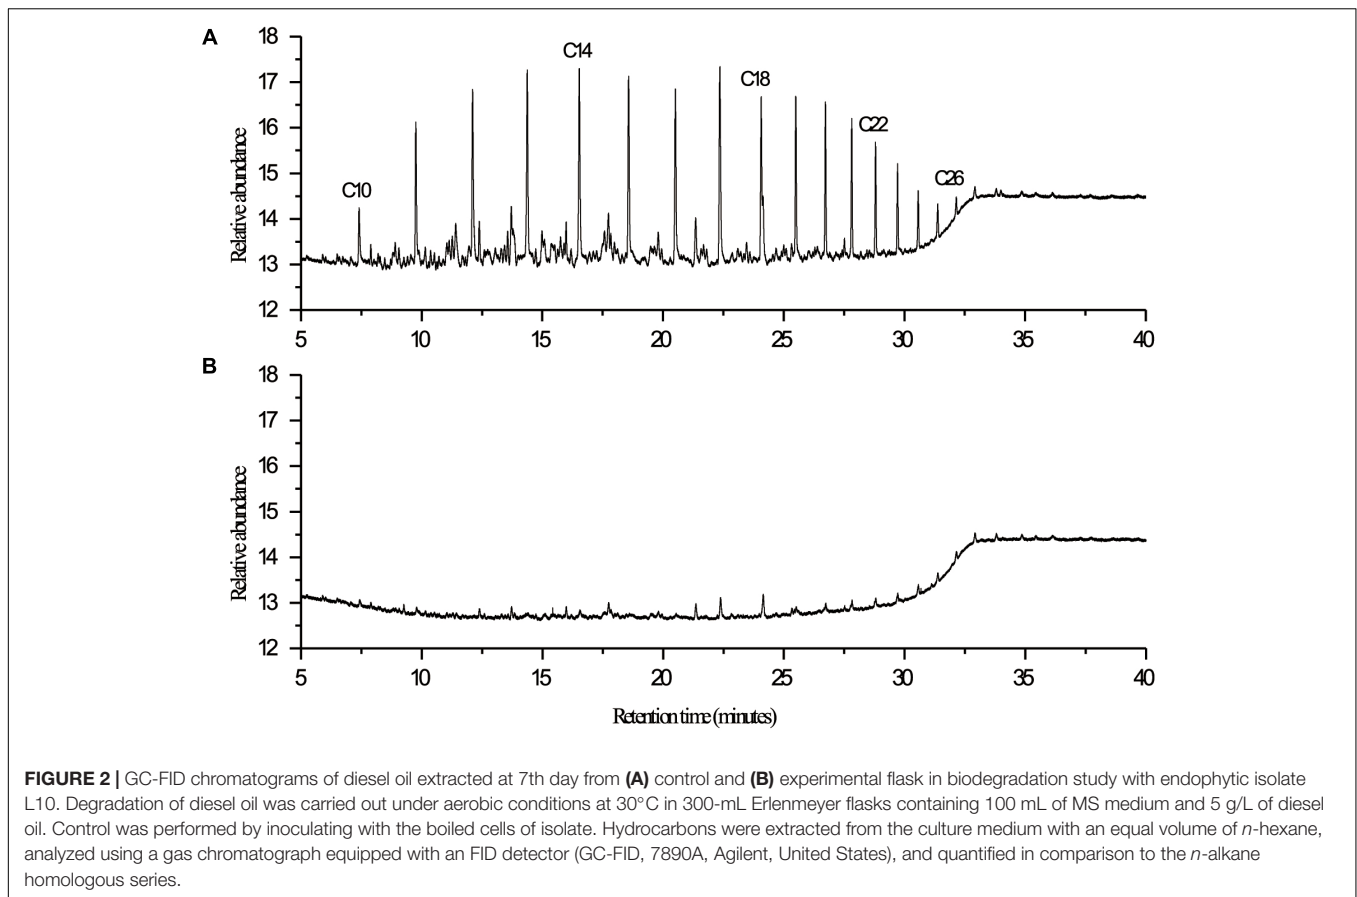 A
18
17
16
15
14
13
12
Relative abundance
C10
C14
C18
C22
C26
5 10 15 20 25 30 35 40
B
18
17
16
15
14
13
12
Relative abundance
5 10 15 20 25 30 35 40
Retention time (minutes)
FIGURE 2 | GC-FID chromatograms of diesel oil extracted at 7th day from (A) control and (B) experimental flask in biodegradation study with endophytic isolate
L10. Degradation of diesel oil was carried out under aerobic conditions at 30°C in 300-mL Erlenmeyer flasks containing 100 mL of MS medium and 5 g/L of diesel
oil. Control was performed by inoculating with the boiled cells of isolate. Hydrocarbons were extracted from the culture medium with an equal volume of n-hexane,
analyzed using a gas chromatograph equipped with an FID detector (GC-FID, 7890A, Agilent, United States), and quantified in comparison to the n-alkane
homologous series.